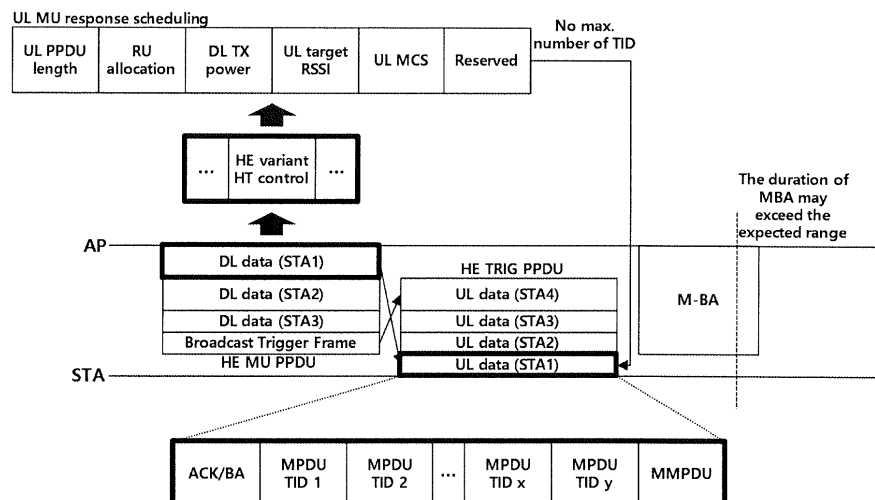 UL MU response scheduling
No max.
number of TID
UL PPDU
length
RU
allocation
DL TX
power
UL target
RSSI
UL MCS
Reserved
...
HE variant
HT control
...
The duration of
MBA may
exceed the
expected range
AP
DL data (STA1)
DL data (STA2)
DL data (STA3)
Broadcast Trigger Frame
HE MU PPDU
HE TRIG PPDU
UL data (STA4)
UL data (STA3)
UL data (STA2)
UL data (STA1)
M-BA
STA
ACK/BA
MPDU
TID 1
MPDU
TID 2
...
MPDU
TID x
MPDU
TID y
MMPDU